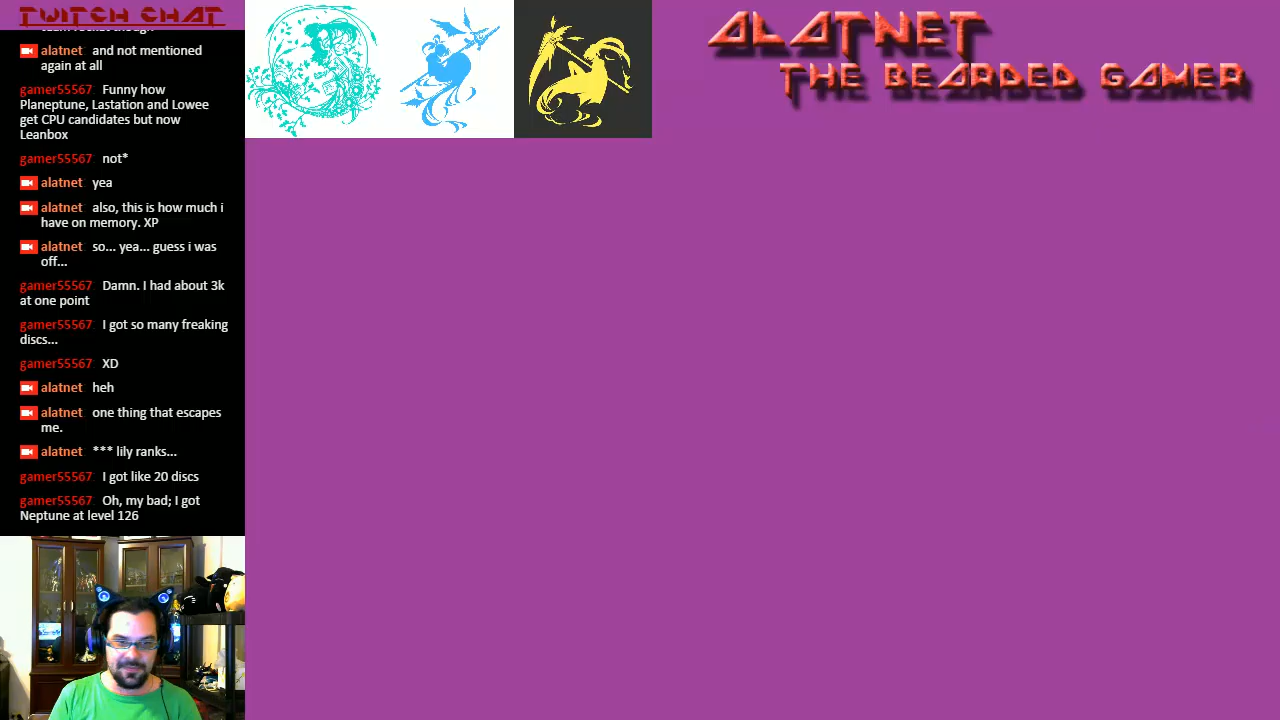 TWITCH CHAT
alatnet and not mentioned
again at all
gamer55567 Funny how
Planeptune, Lastation and Lowee
get CPU candidates but now
Leanbox
gamer55567 not*
alatnet yea
alatnet also, this is how much i
have on memory. XP
alatnet so... yea... guess i was
off...
gamer55567 Damn. I had about 3k
at one point
gamer55567 I got so many freaking
discs...
gamer55567 XD
alatnet heh
alatnet one thing that escapes
me.
alatnet *** lily ranks...
gamer55567 I got like 20 discs
gamer55567 Oh, my bad; I got
Neptune at level 126
ALATNET
THE BEARDED GAMER